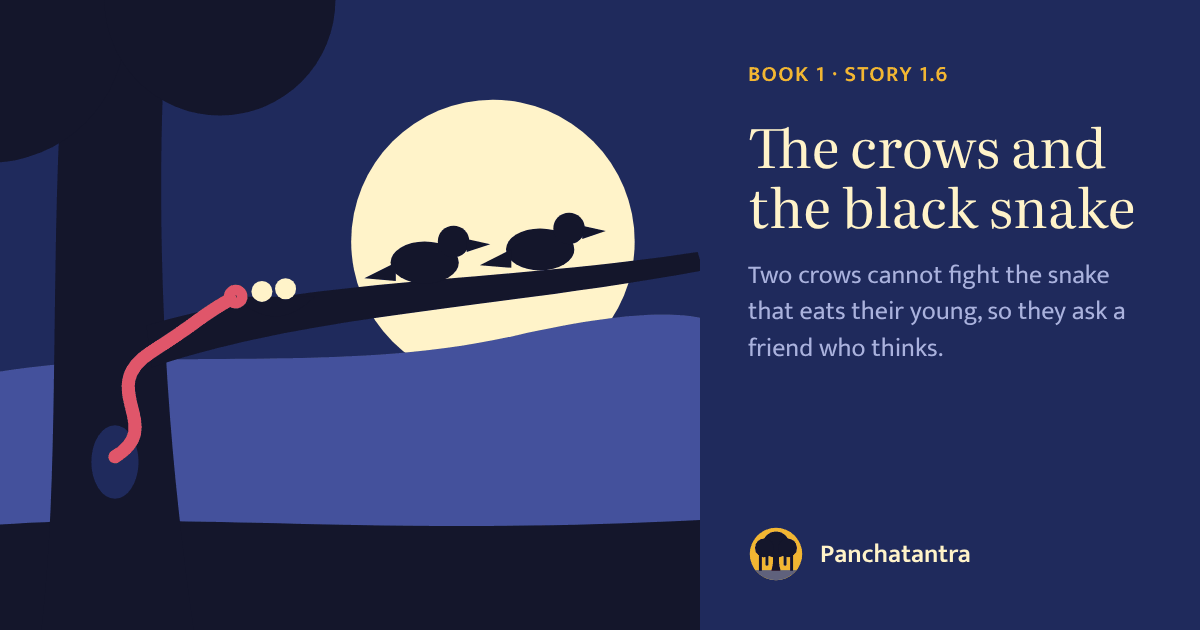 BOOK 1 · STORY 1.6
The crows and
the black snake
Two crows cannot fight the snake
that eats their young, so they ask a
friend who thinks.
Panchatantra